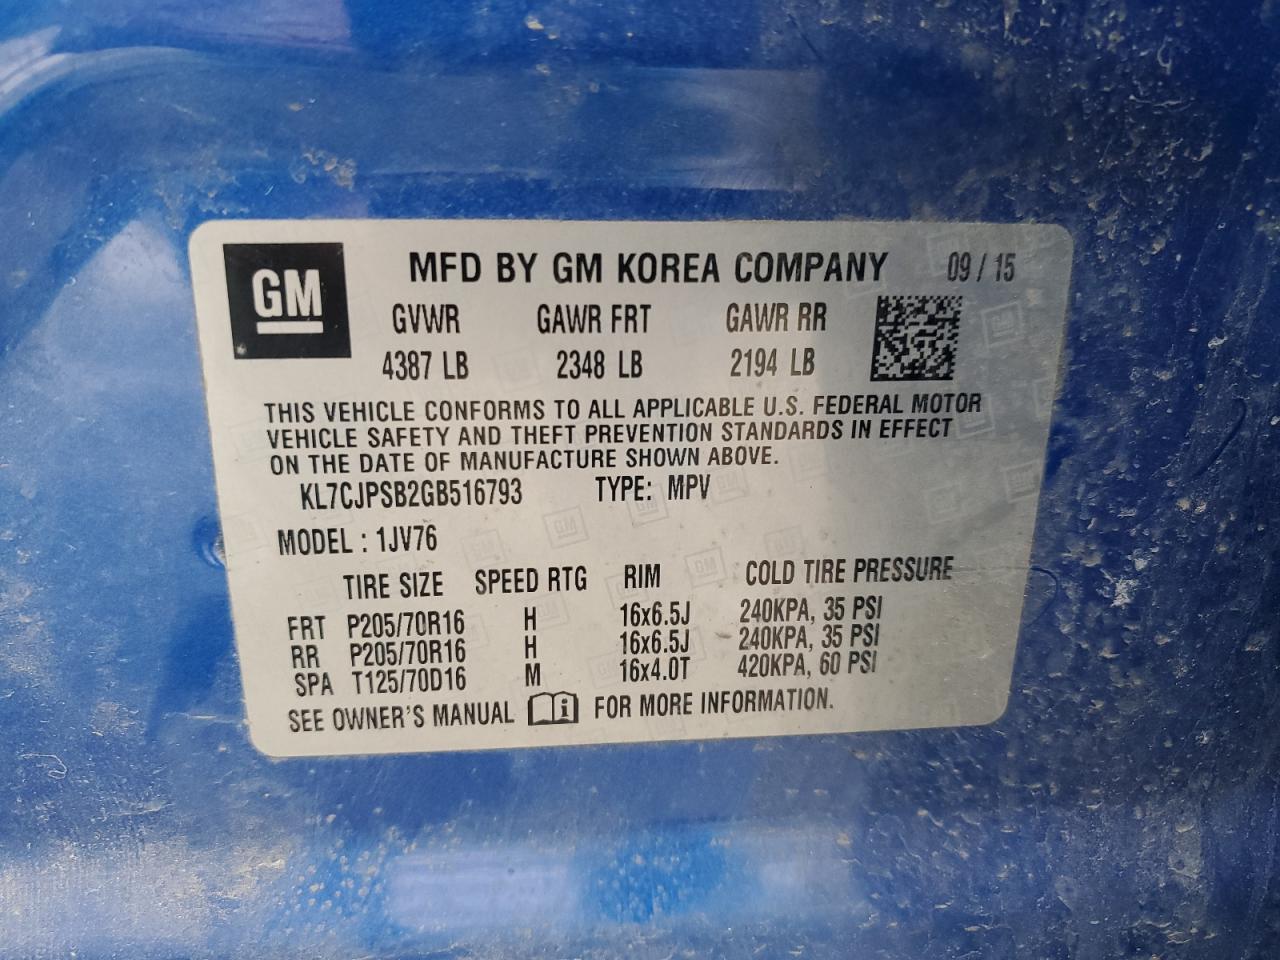 GM
MFD BY GM KOREA COMPANY 09 / 15
GVWR GAWR FRT GAWR RR
4387 LB 2348 LB 2194 LB
THIS VEHICLE CONFORMS TO ALL APPLICABLE U.S. FEDERAL MOTOR
VEHICLE SAFETY AND THEFT PREVENTION STANDARDS IN EFFECT
ON THE DATE OF MANUFACTURE SHOWN ABOVE.
KL7CJPSB2GB516793 TYPE: MPV
MODEL : 1JV76
TIRE SIZE SPEED RTG RIM COLD TIRE PRESSURE
FRT P205/70R16 H 16x6.5J 240KPA, 35 PSI
RR P205/70R16 H 16x6.5J 240KPA, 35 PSI
SPA T125/70D16 M 16x4.0T 420KPA, 60 PSI
SEE OWNER'S MANUAL i FOR MORE INFORMATION.